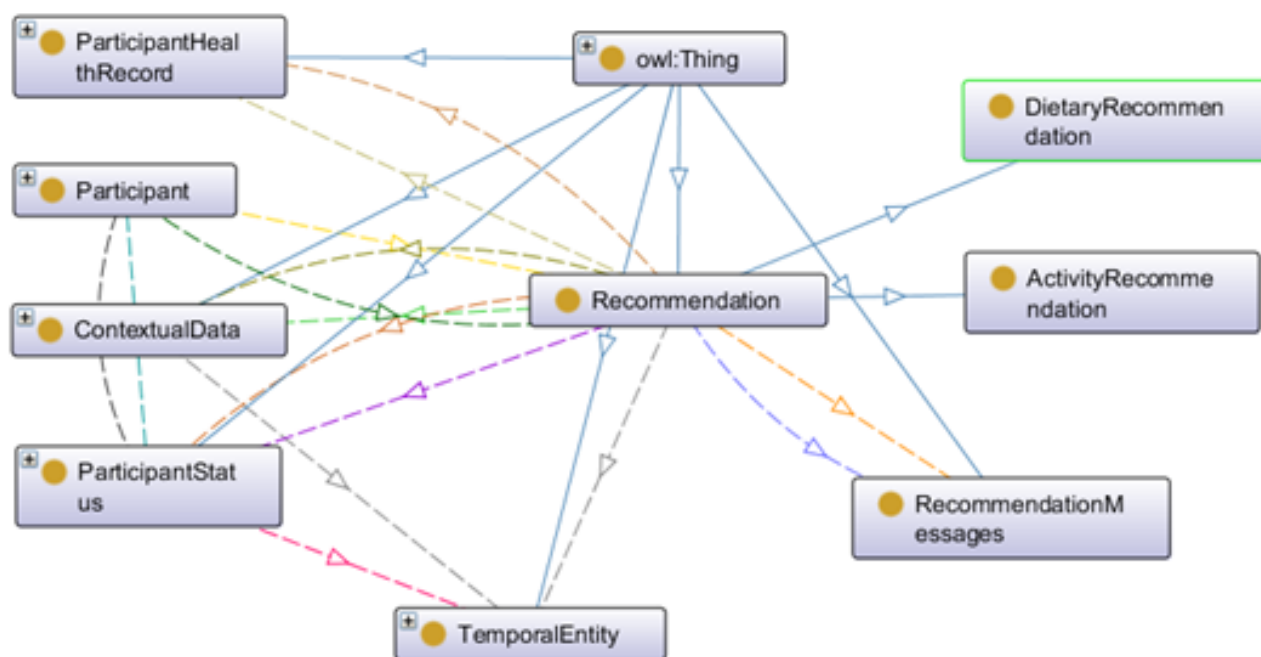 ParticipantHeal
thRecord
owl:Thing
DietaryRecommen
dation
Participant
ActivityRecomme
ndation
Recommendation
ContextualData
ParticipantStat
us
RecommendationM
essages
TemporalEntity